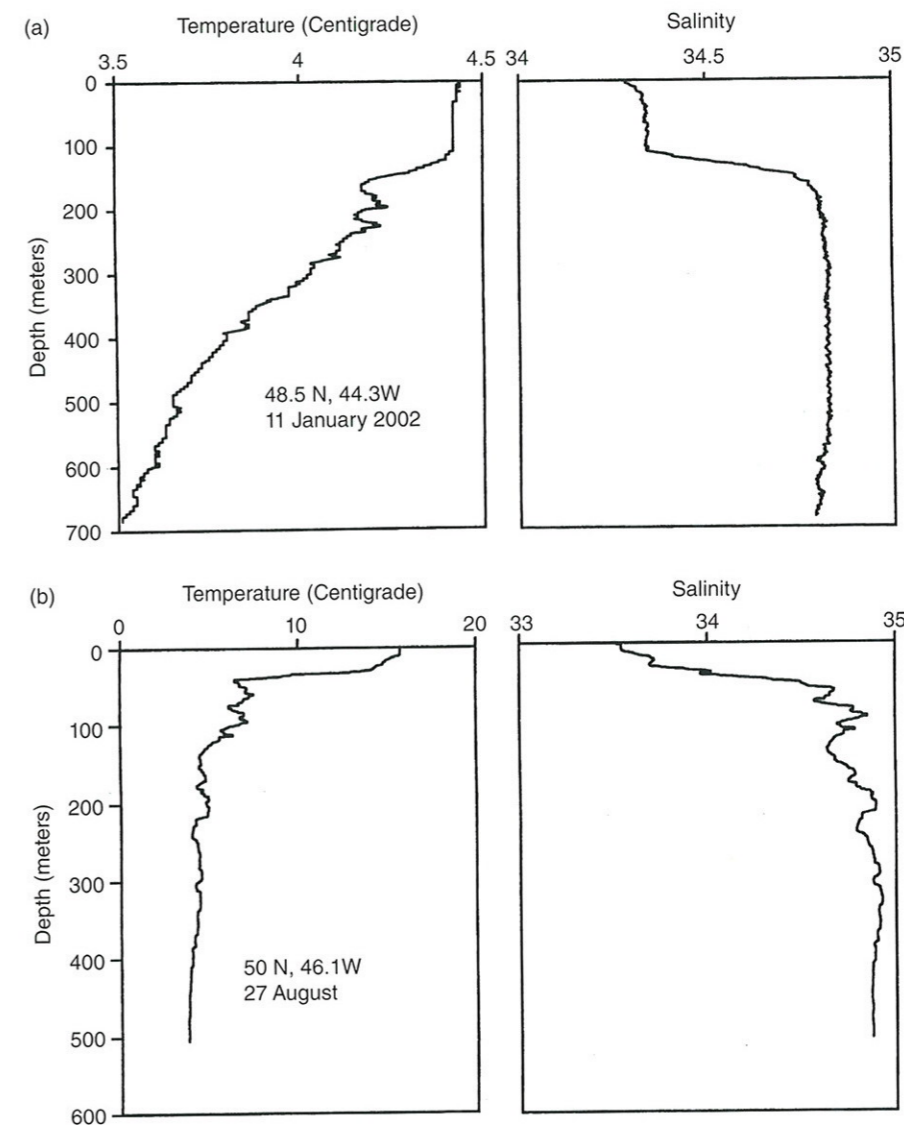 (a)
Temperature (Centigrade)
Salinity
3.5 4 4.5 34 34.5 35
0
100
200
300
400
500
600
700
Depth (meters)
48.5 N, 44.3W
11 January 2002
(b)
Temperature (Centigrade)
Salinity
0 10 20 33 34 35
0
100
200
300
400
500
600
Depth (meters)
50 N, 46.1W
27 August